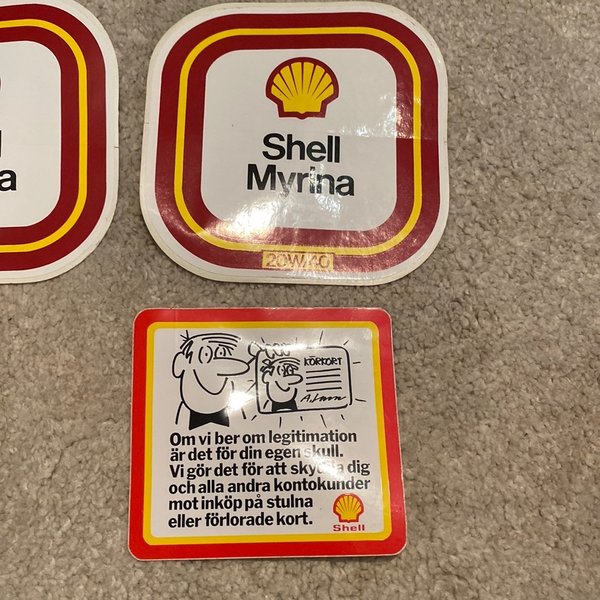 Shell
Myrina
20W/40
l
a
KÖRKORT
Om vi ber om legitimation
är det för din egen skull.
Vi gör det för att skydda dig
och alla andra kontokunder
mot inköp på stulna
eller förlorade kort.
Shell